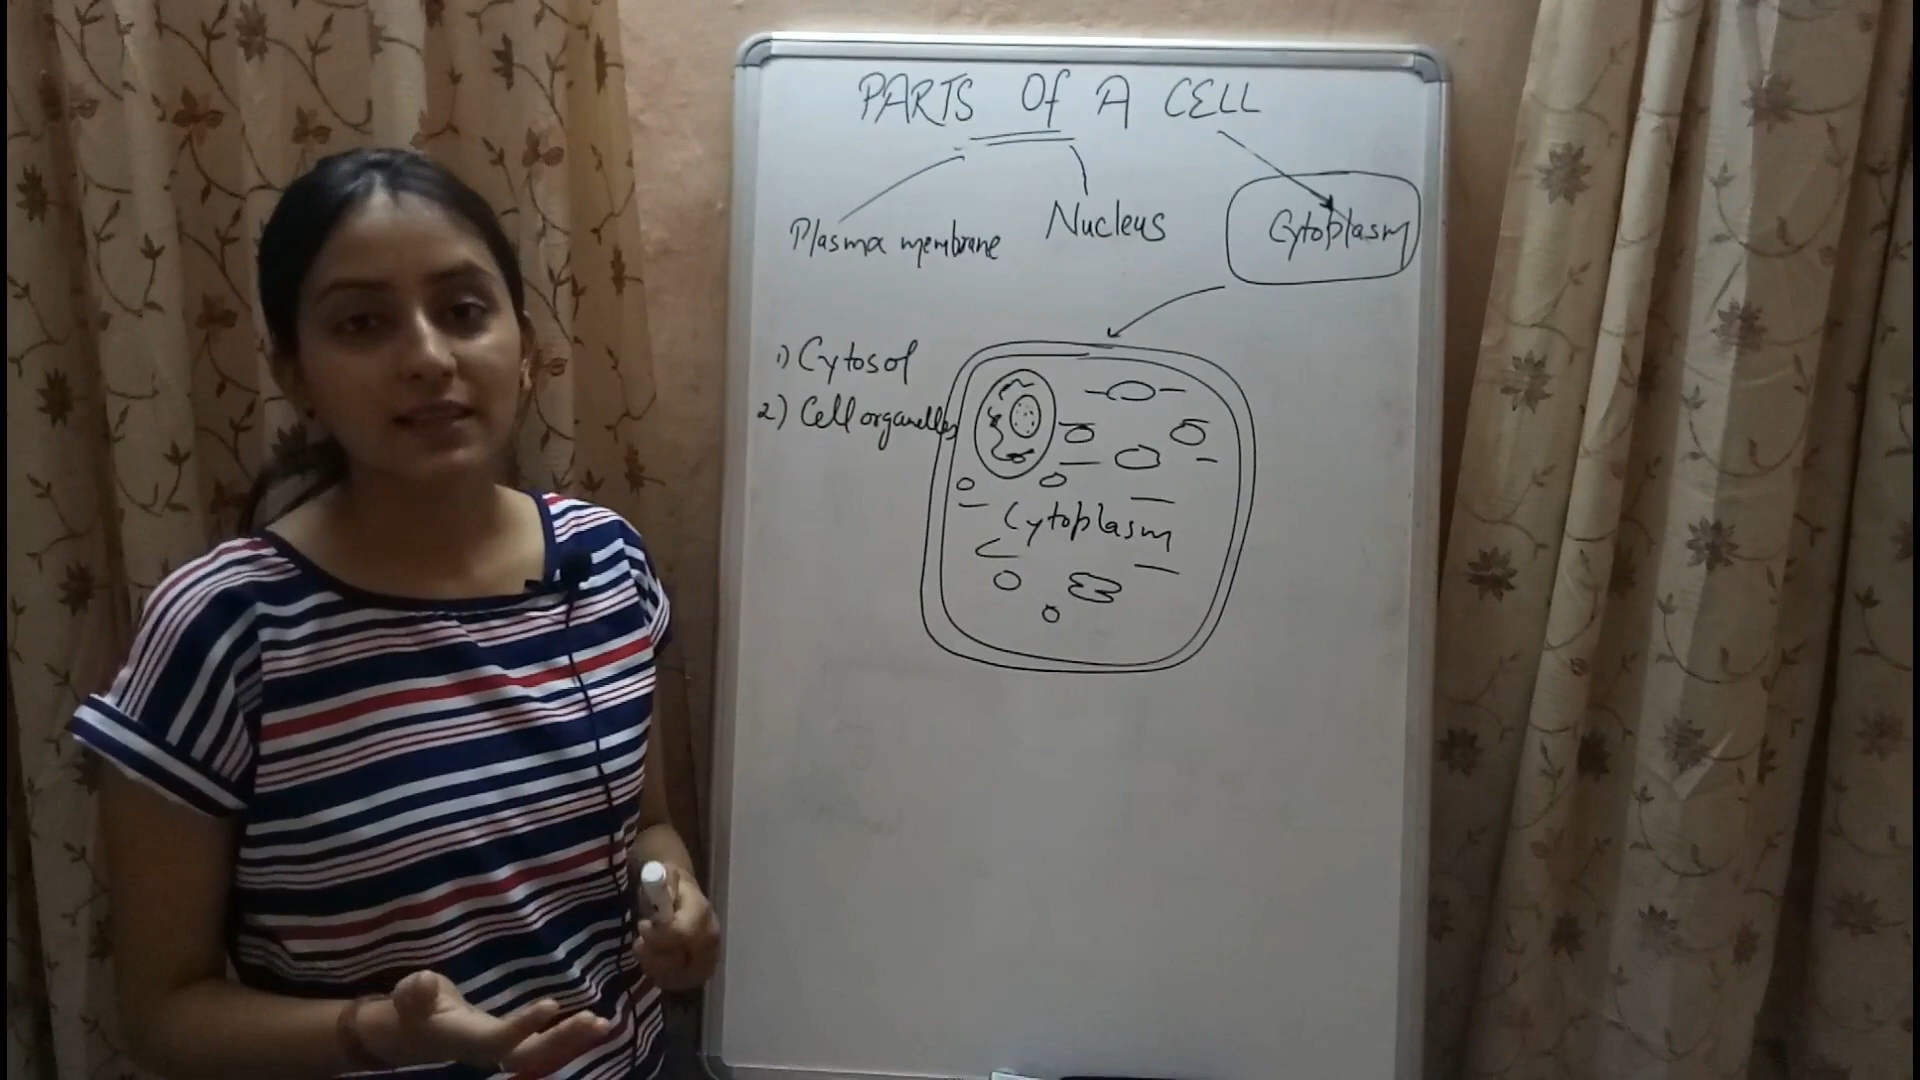 PARTS Of A CELL
Plasma membrane
Nucleus
Cytoplasm
1) Cytosol
2) Cell organelles
Cytoplasm